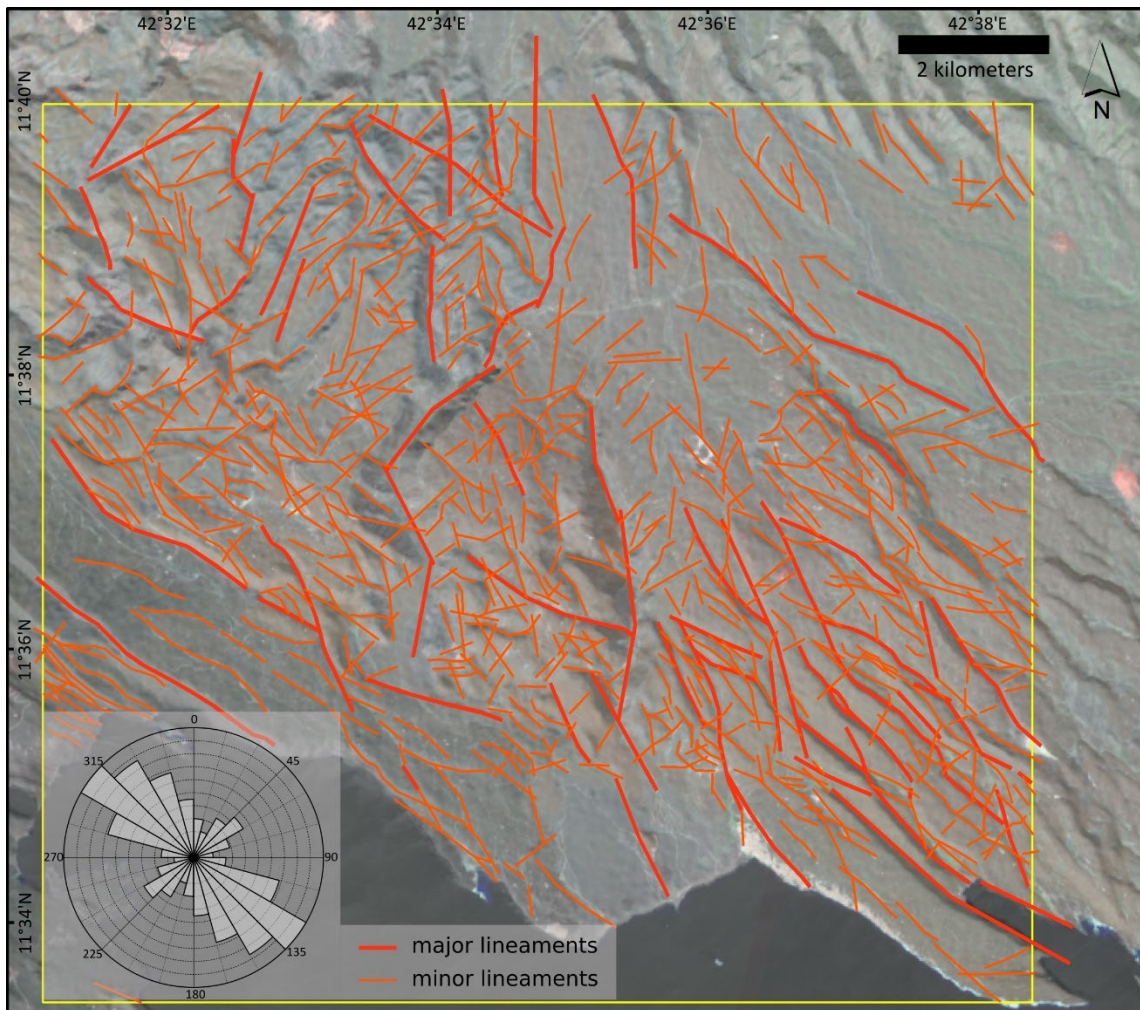 42°32'E
42°34'E
42°36'E
42°38'E
2 kilometers
N
11°40'N
11°38'N
11°36'N
11°34'N
0
45
90
135
180
225
270
315
major lineaments
minor lineaments